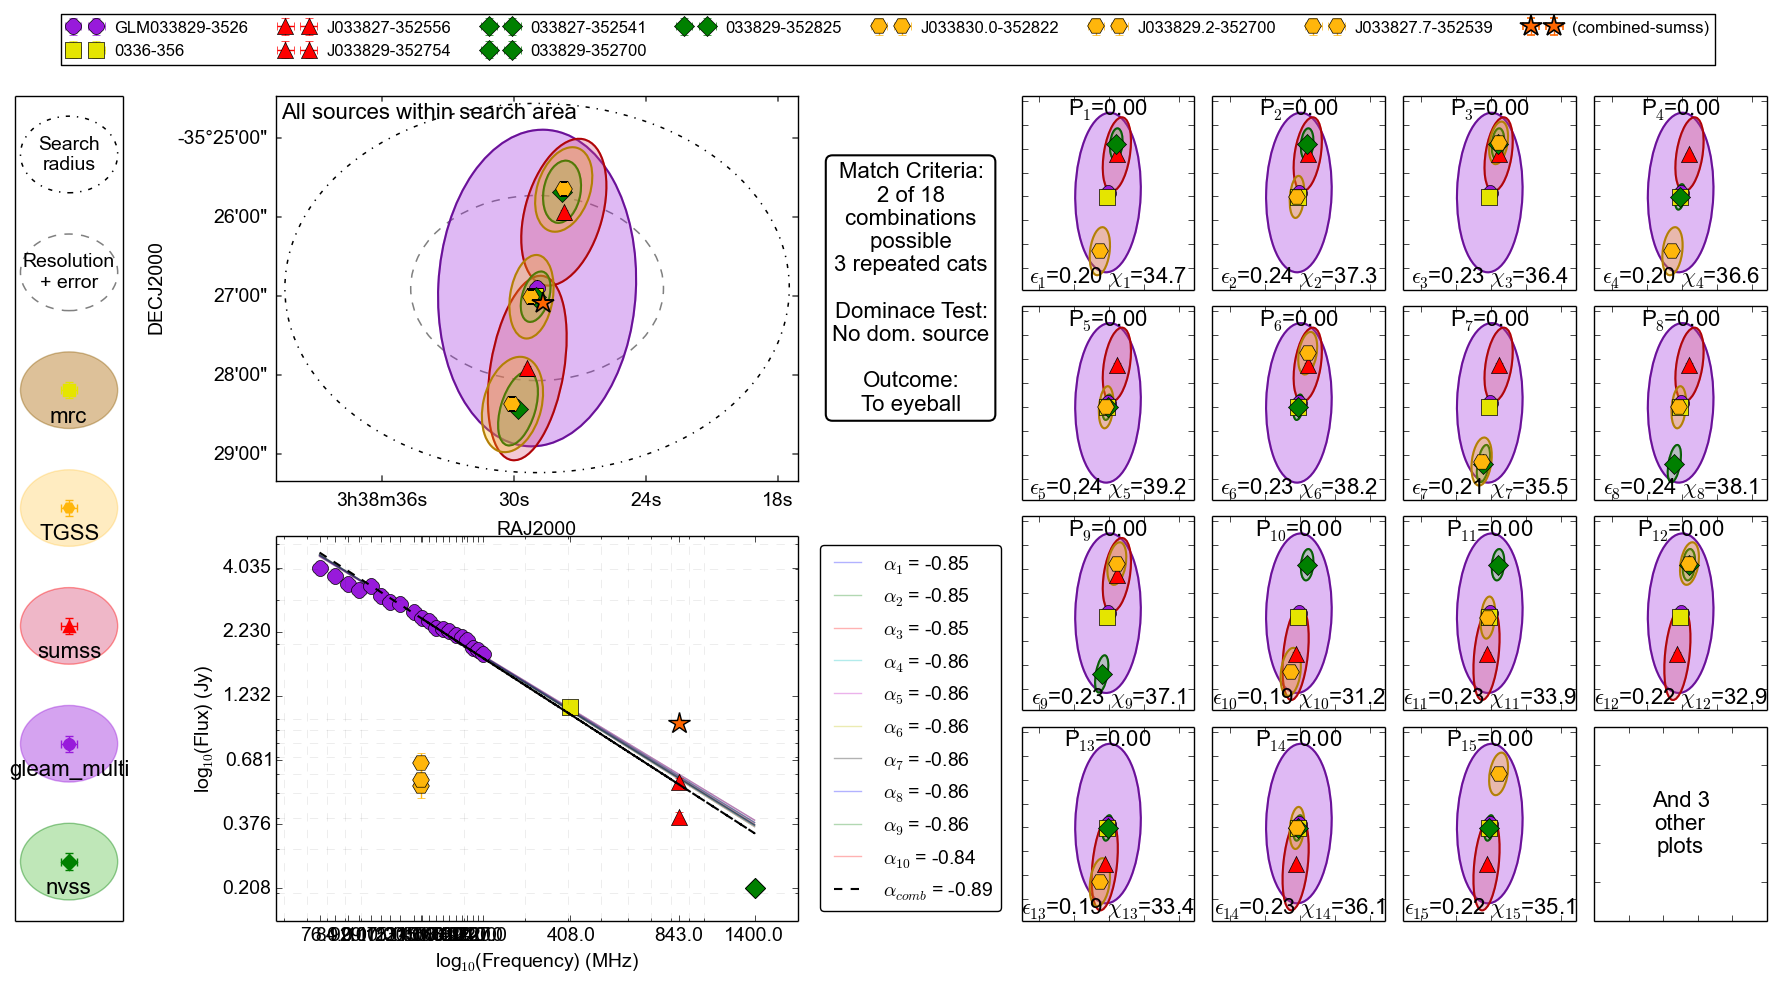 GLM033829-3526 J033827-352556 033827-352541 033829-352825 J033830.0-352822 J033829.2-352700 J033827.7-352539 (combined-sumss)
0336-356 J033829-352754 033829-352700
Search
radius
Resolution
+ error
mrc
TGSS
sumss
gleam_multi
nvss
All sources within search area
DECJ2000
-35°25'00"
26'00"
27'00"
28'00"
29'00"
3h38m36s 30s 24s 18s
RAJ2000
Match Criteria:
2 of 18
combinations
possible
3 repeated cats
Dominace Test:
No dom. source
Outcome:
To eyeball
log10(Flux) (Jy)
4.035
2.230
1.232
0.681
0.376
0.208
408.0 843.0 1400.0
log10(Frequency) (MHz)
α1 = -0.85
α2 = -0.85
α3 = -0.85
α4 = -0.86
α5 = -0.86
α6 = -0.86
α7 = -0.86
α8 = -0.86
α9 = -0.86
α10 = -0.84
αcomb = -0.89
P1=0.00 P2=0.00 P3=0.00 P4=0.00
ϵ1=0.20 χ1=34.7 ϵ2=0.24 χ2=37.3 ϵ3=0.23 χ3=36.4 ϵ4=0.20 χ4=36.6
P5=0.00 P6=0.00 P7=0.00 P8=0.00
ϵ5=0.24 χ5=39.2 ϵ6=0.23 χ6=38.2 ϵ7=0.21 χ7=35.5 ϵ8=0.24 χ8=38.1
P9=0.00 P10=0.00 P11=0.00 P12=0.00
ϵ9=0.23 χ9=37.1 ϵ10=0.19 χ10=31.2 ϵ11=0.23 χ11=33.9 ϵ12=0.22 χ12=32.9
P13=0.00 P14=0.00 P15=0.00
ϵ13=0.19 χ13=33.4 ϵ14=0.23 χ14=36.1 ϵ15=0.22 χ15=35.1
And 3
other
plots